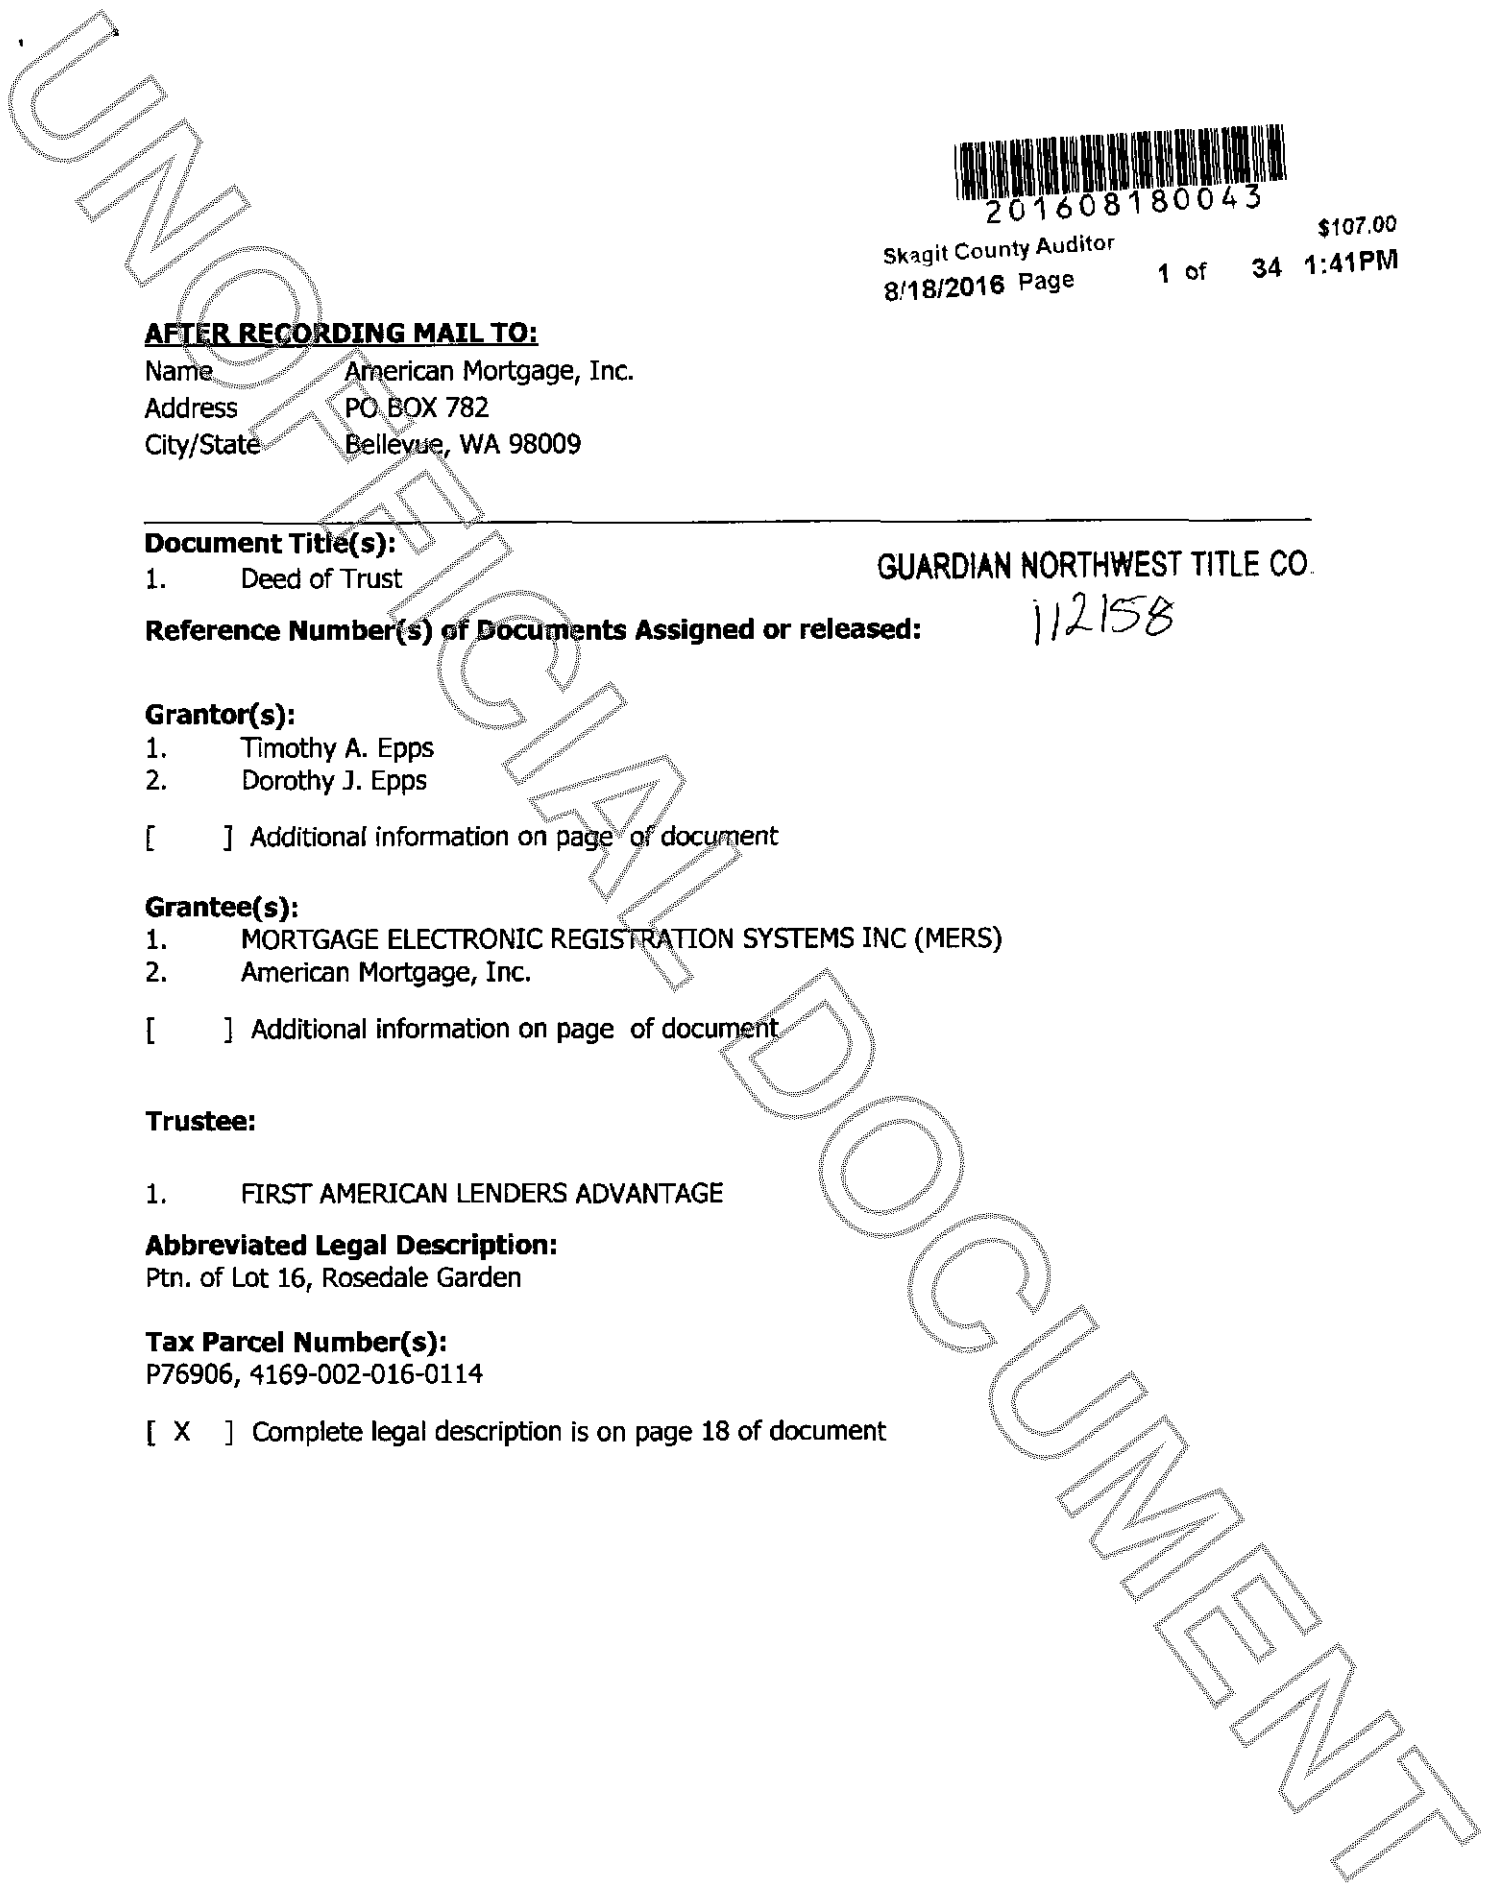 201608180043
Skagit County Auditor $107.00
8/18/2016 Page 1 of 34 1:41PM
AFTER RECORDING MAIL TO:
Name American Mortgage, Inc.
Address PO BOX 782
City/State Bellevue, WA 98009
Document Title(s):
1. Deed of Trust
GUARDIAN NORTHWEST TITLE CO.
112158
Reference Number(s) of Documents Assigned or released:
Grantor(s):
1. Timothy A. Epps
2. Dorothy J. Epps
[ ] Additional information on page of document
Grantee(s):
1. MORTGAGE ELECTRONIC REGISTRATION SYSTEMS INC (MERS)
2. American Mortgage, Inc.
[ ] Additional information on page of document
Trustee:
1. FIRST AMERICAN LENDERS ADVANTAGE
Abbreviated Legal Description:
Ptn. of Lot 16, Rosedale Garden
Tax Parcel Number(s):
P76906, 4169-002-016-0114
[ X ] Complete legal description is on page 18 of document
UNOFFICIAL DOCUMENT